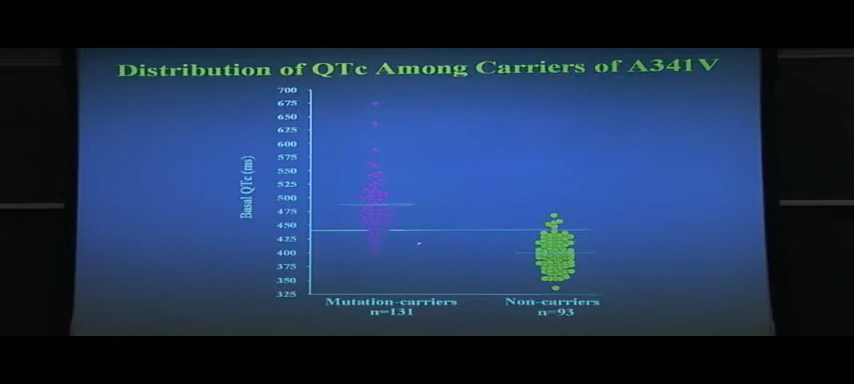 Distribution of QTc Among Carriers of A341V
Basal QTc (ms)
700
675
650
625
600
575
550
525
500
475
450
425
400
375
350
325
Mutation-carriers
n=131
Non-carriers
n=93